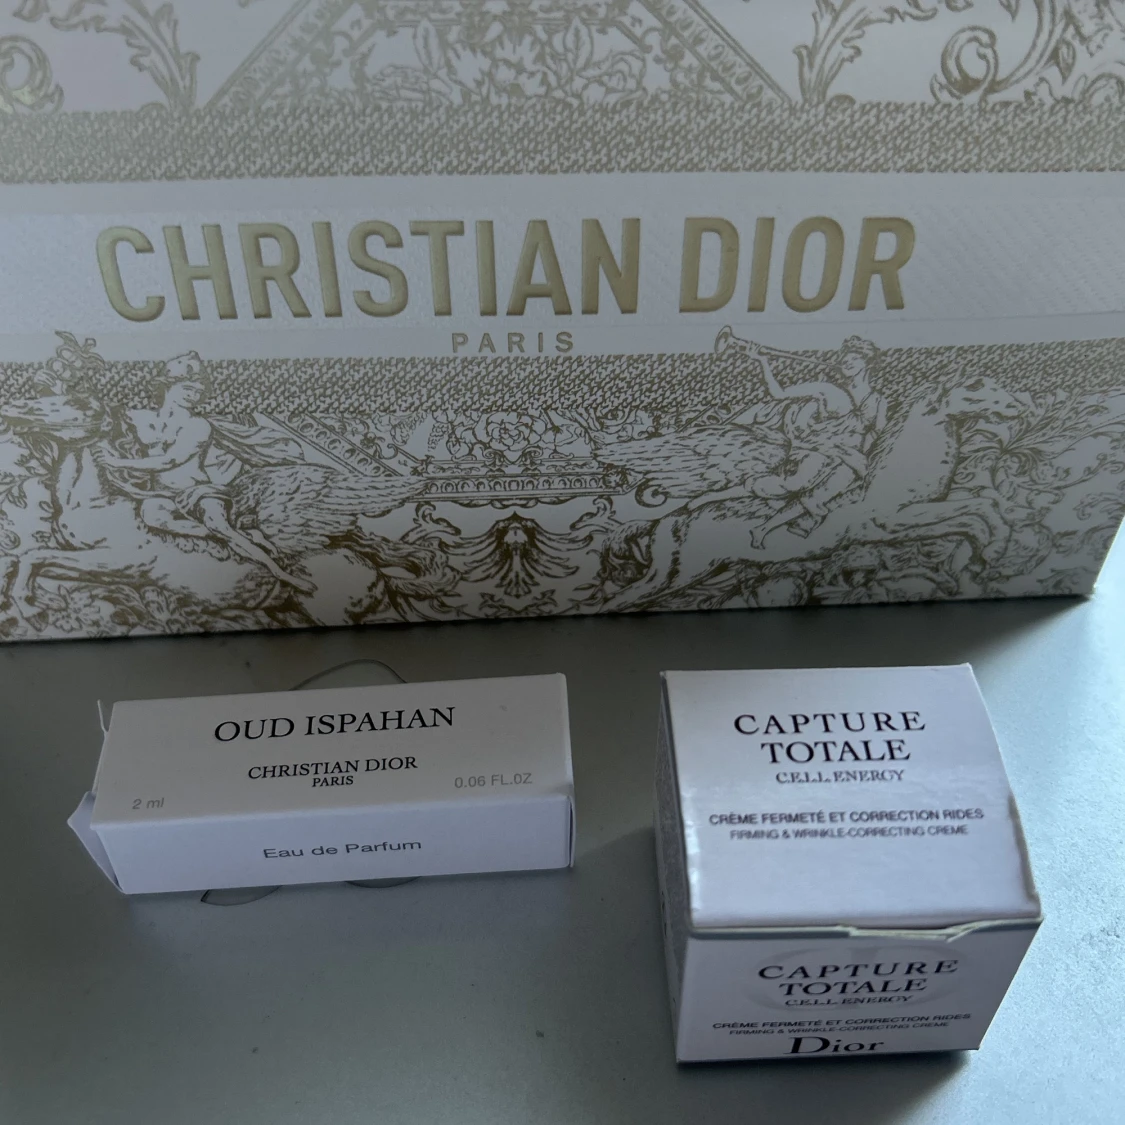 CHRISTIAN DIOR
PARIS
OUD ISPAHAN
CHRISTIAN DIOR
PARIS
2 ml
0.06 FL.OZ
Eau de Parfum
CAPTURE
TOTALE
C.E.L.L. ENERGY
CRÈME FERMETÉ ET CORRECTION RIDES
FIRMING & WRINKLE-CORRECTING CREME
CAPTURE
TOTALE
C.E.L.L. ENERGY
CRÈME FERMETÉ ET CORRECTION RIDES
FIRMING & WRINKLE-CORRECTING CREME
Dior